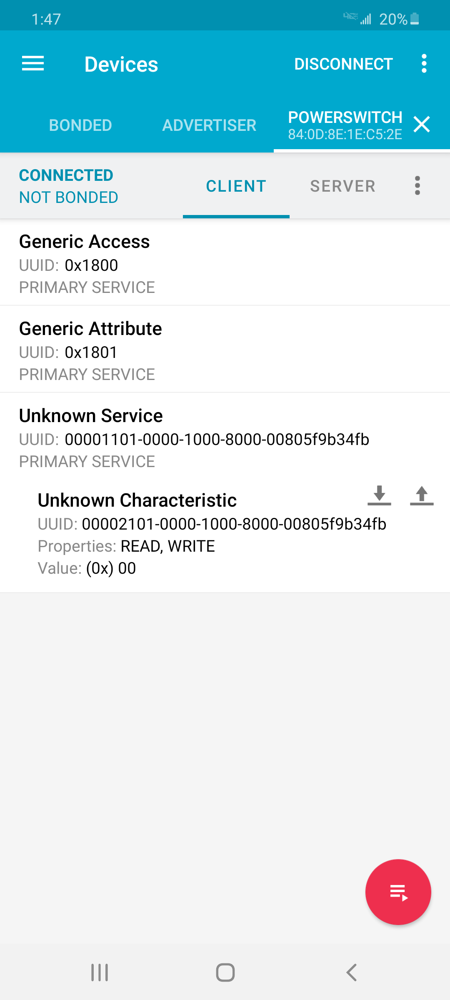 1:47
20%
Devices
DISCONNECT
BONDED
ADVERTISER
POWERSWITCH
84:0D:8E:1E:C5:2E
CONNECTED
NOT BONDED
CLIENT
SERVER
Generic Access
UUID: 0x1800
PRIMARY SERVICE
Generic Attribute
UUID: 0x1801
PRIMARY SERVICE
Unknown Service
UUID: 00001101-0000-1000-8000-00805f9b34fb
PRIMARY SERVICE
Unknown Characteristic
UUID: 00002101-0000-1000-8000-00805f9b34fb
Properties: READ, WRITE
Value: (0x) 00